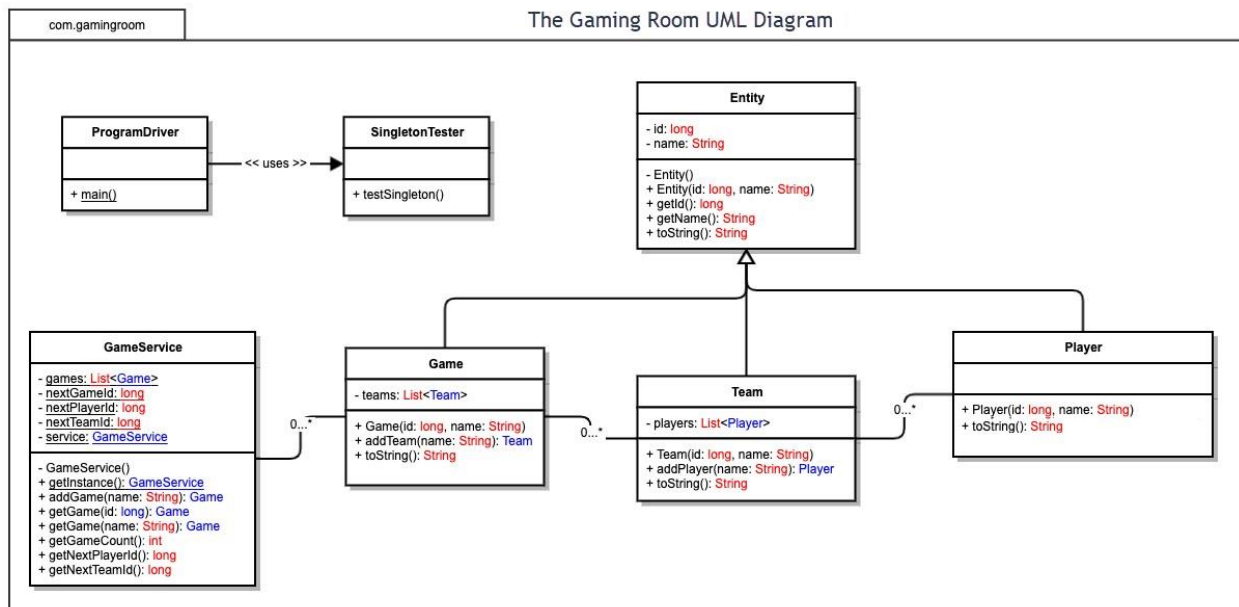 The Gaming Room UML Diagram
com.gamingroom
ProgramDriver
+ main()
<< uses >>
SingletonTester
+ testSingleton()
Entity
- id: long
- name: String
- Entity()
+ Entity(id: long, name: String)
+ getId(): long
+ getName(): String
+ toString(): String
GameService
- games: List<Game>
- nextGameId: long
- nextPlayerId: long
- nextTeamId: long
- service: GameService
- GameService()
+ getInstance(): GameService
+ addGame(name: String): Game
+ getGame(id: long): Game
+ getGame(name: String): Game
+ getGameCount(): int
+ getNextPlayerId(): long
+ getNextTeamId(): long
0...*
Game
- teams: List<Team>
+ Game(id: long, name: String)
+ addTeam(name: String): Team
+ toString(): String
0...*
Team
- players: List<Player>
+ Team(id: long, name: String)
+ addPlayer(name: String): Player
+ toString(): String
0...*
Player
+ Player(id: long, name: String)
+ toString(): String